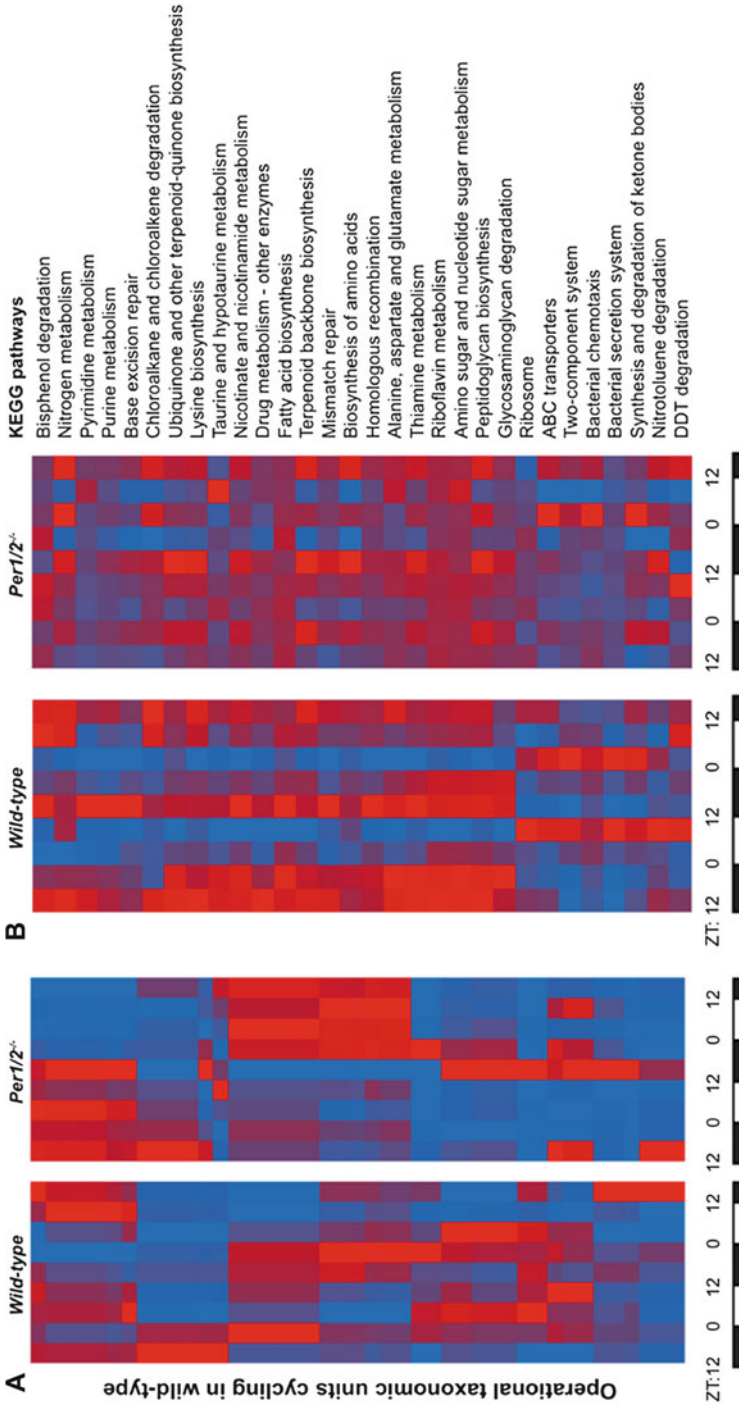 A
Wild-type
Per1/2-/-
Operational taxonomic units cycling in wild-type
ZT: 12 0 12 0 12
12 0 12 0 12
B
Wild-type
Per1/2-/-
KEGG pathways
Bisphenol degradation
Nitrogen metabolism
Pyrimidine metabolism
Purine metabolism
Base excision repair
Chloroalkane and chloroalkene degradation
Ubiquinone and other terpenoid-quinone biosynthesis
Lysine biosynthesis
Taurine and hypotaurine metabolism
Nicotinate and nicotinamide metabolism
Drug metabolism - other enzymes
Fatty acid biosynthesis
Terpenoid backbone biosynthesis
Mismatch repair
Biosynthesis of amino acids
Homologous recombination
Alanine, aspartate and glutamate metabolism
Thiamine metabolism
Riboflavin metabolism
Amino sugar and nucleotide sugar metabolism
Peptidoglycan biosynthesis
Glycosaminoglycan degradation
Ribosome
ABC transporters
Two-component system
Bacterial chemotaxis
Bacterial secretion system
Synthesis and degradation of ketone bodies
Nitrotoluene degradation
DDT degradation
ZT: 12 0 12 0 12
12 0 12 0 12